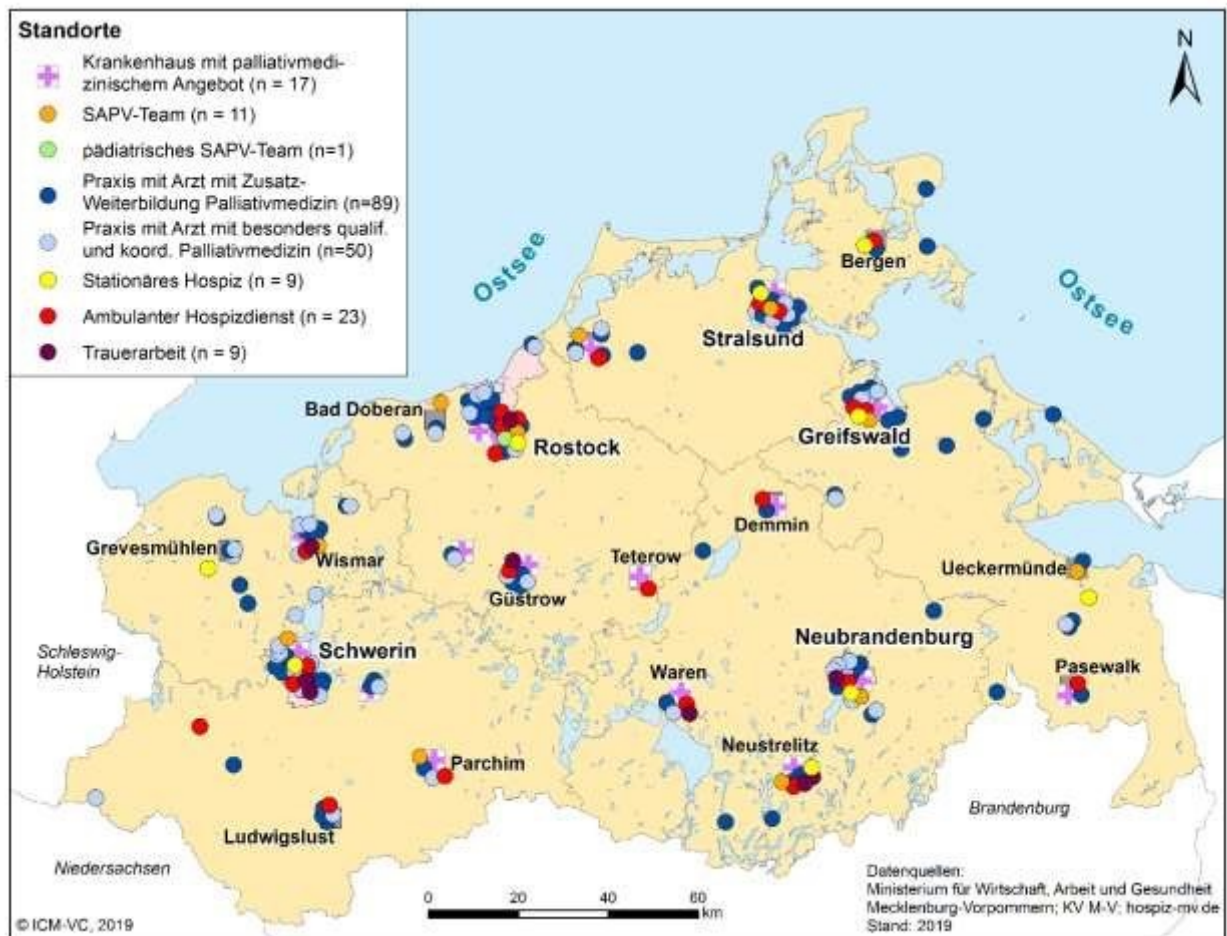 Standorte
Krankenhaus mit palliativmedi-
zinischem Angebot (n = 17)
SAPV-Team (n = 11)
pädiatrisches SAPV-Team (n=1)
Praxis mit Arzt mit Zusatz-
Weiterbildung Palliativmedizin (n=89)
Praxis mit Arzt mit besonders qualif.
und koord. Palliativmedizin (n=50)
Stationäres Hospiz (n = 9)
Ambulanter Hospizdienst (n = 23)
Trauerarbeit (n = 9)
N
Ostsee
Ostsee
Bergen
Stralsund
Bad Doberan
Rostock
Greifswald
Demmin
Grevesmühlen
Wismar
Güstrow
Teterow
Ueckermünde
Schleswig-
Holstein
Schwerin
Neubrandenburg
Waren
Pasewalk
Parchim
Neustrelitz
Ludwigslust
Brandenburg
Niedersachsen
0 20 40 60
km
Datenquellen:
Ministerium für Wirtschaft, Arbeit und Gesundheit
Mecklenburg-Vorpommern; KV M-V; hospiz-mv.de
Stand: 2019
© ICM-VC, 2019